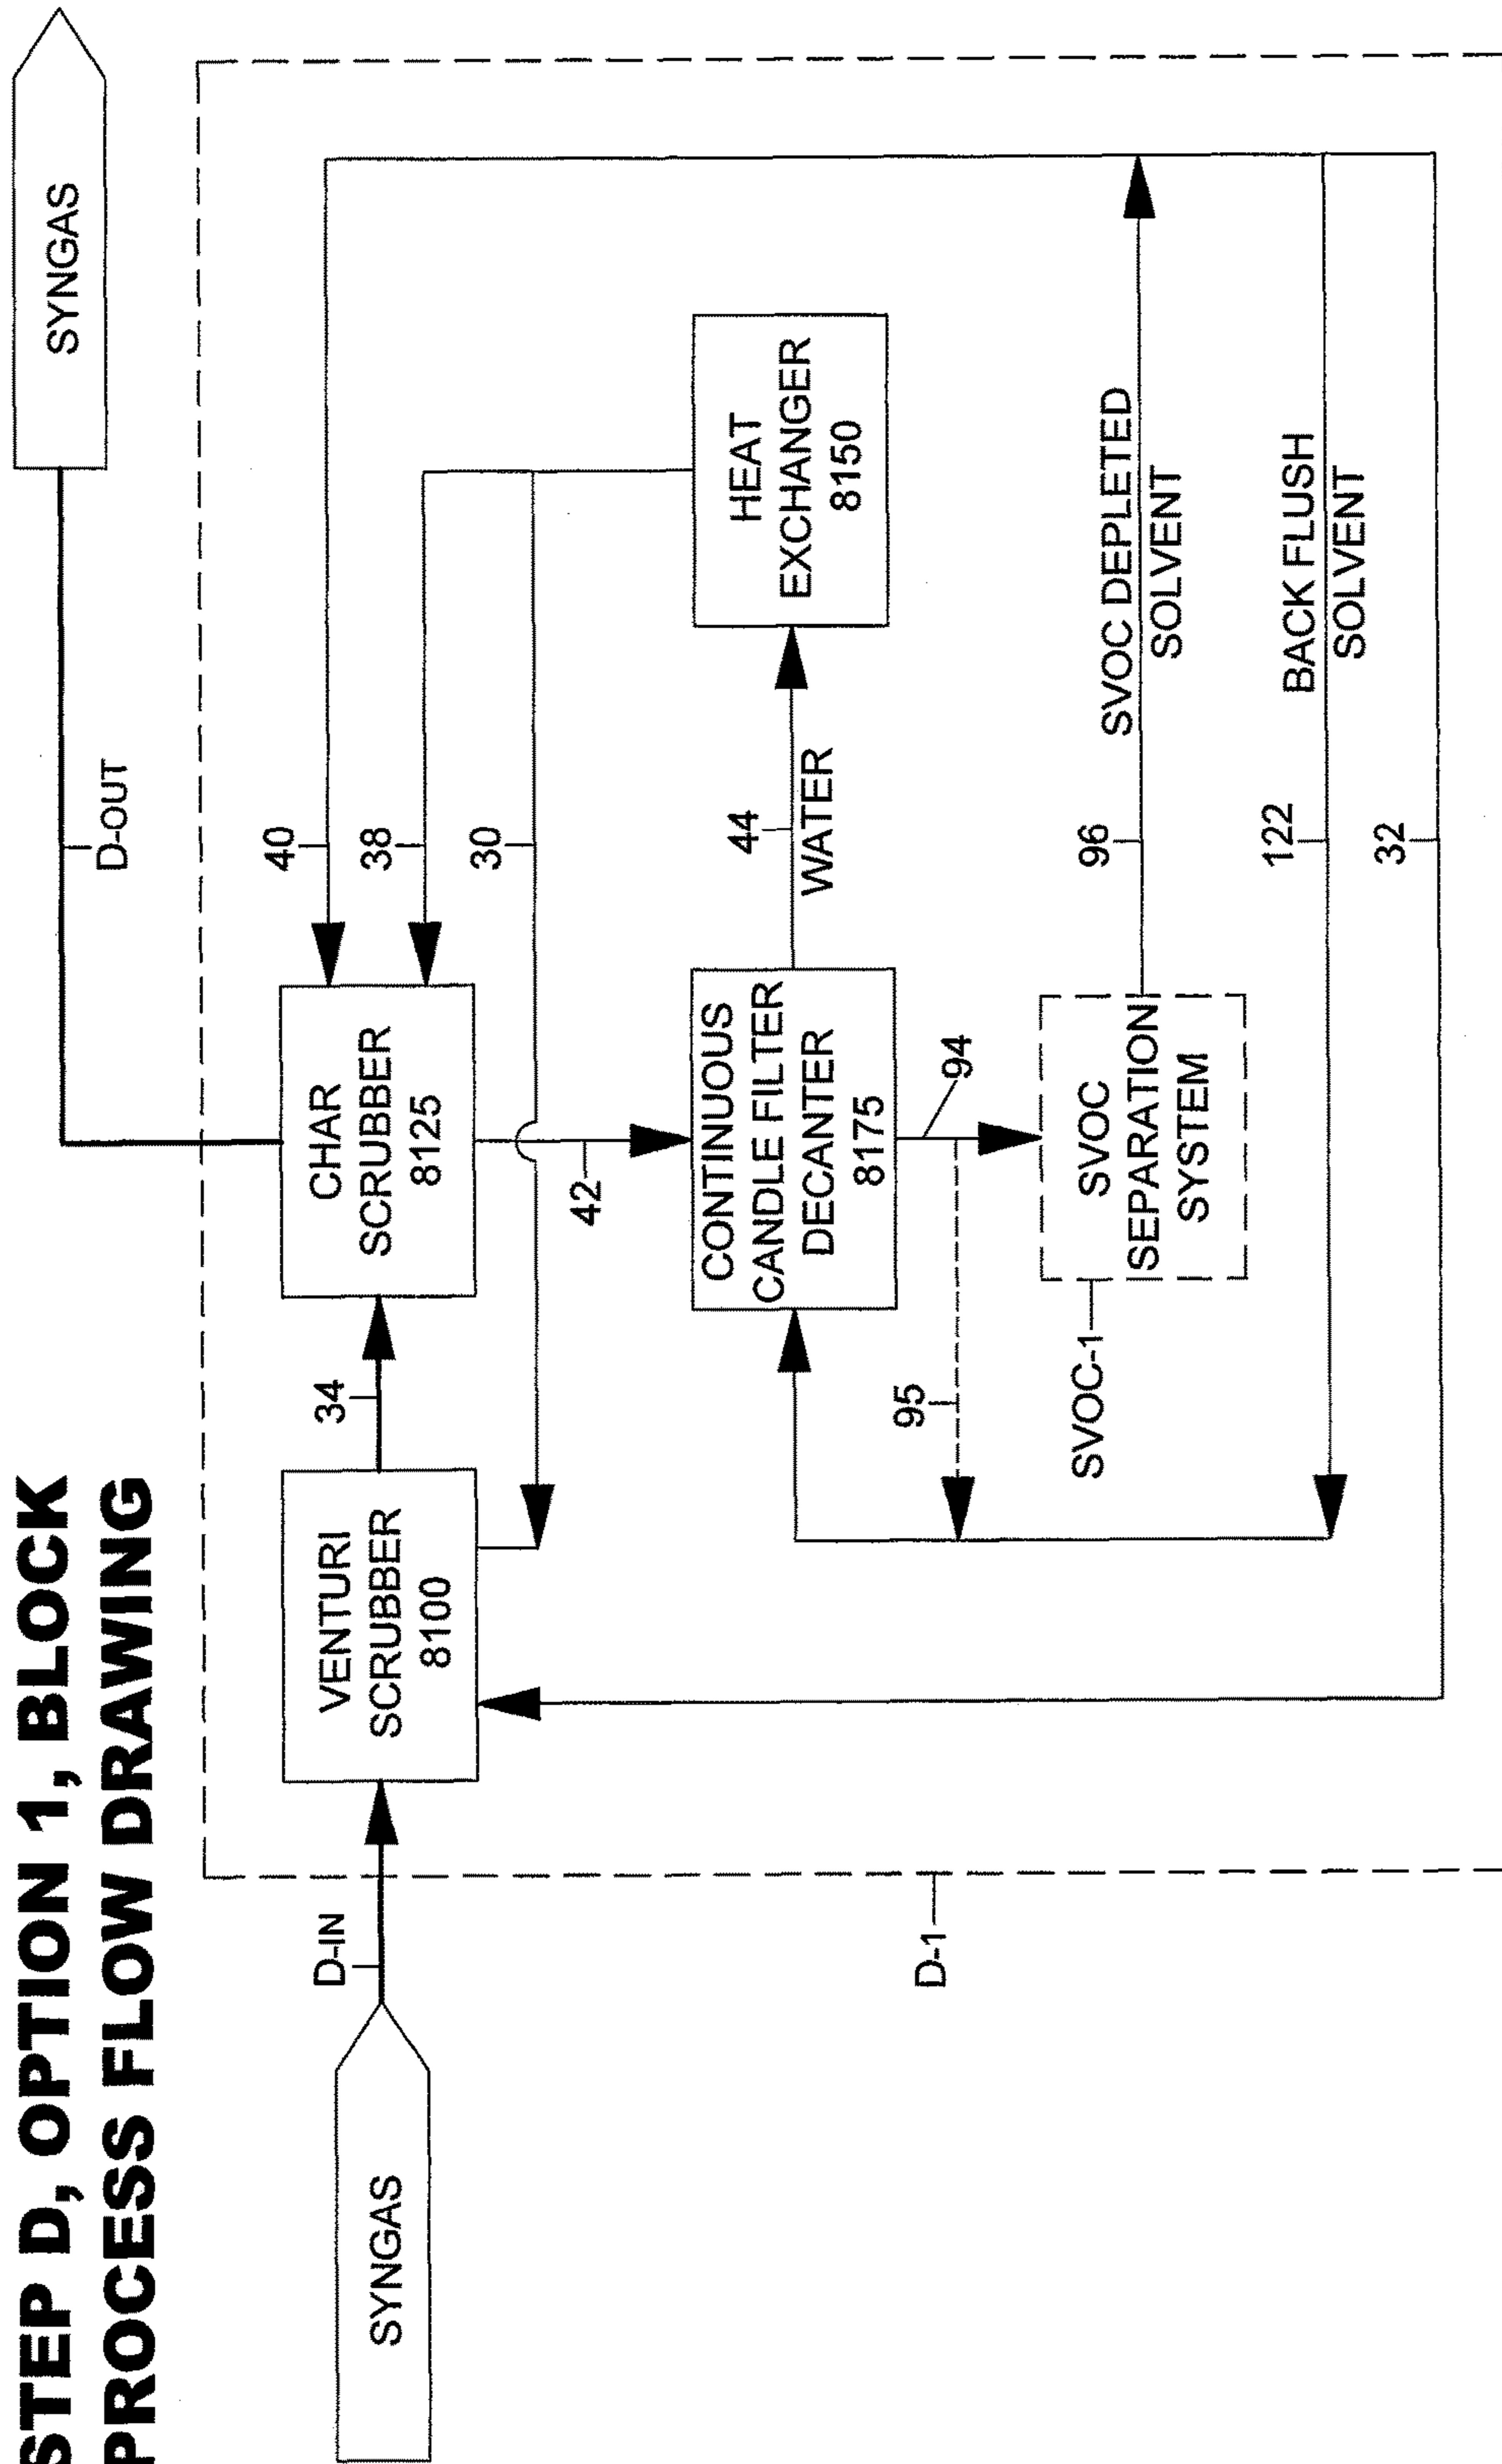 STEP D, OPTION 1, BLOCK
PROCESS FLOW DRAWING
SYNGAS
D-OUT
SYNGAS
D-IN
VENTURI
SCRUBBER
8100
34
CHAR
SCRUBBER
8125
40
38
30
42
CONTINUOUS
CANDLE FILTER
DECANTER
8175
44
WATER
HEAT
EXCHANGER
8150
94
95
SVOC-1
SVOC
SEPARATION
SYSTEM
96
SVOC DEPLETED
SOLVENT
122
BACK FLUSH
SOLVENT
32
D-1